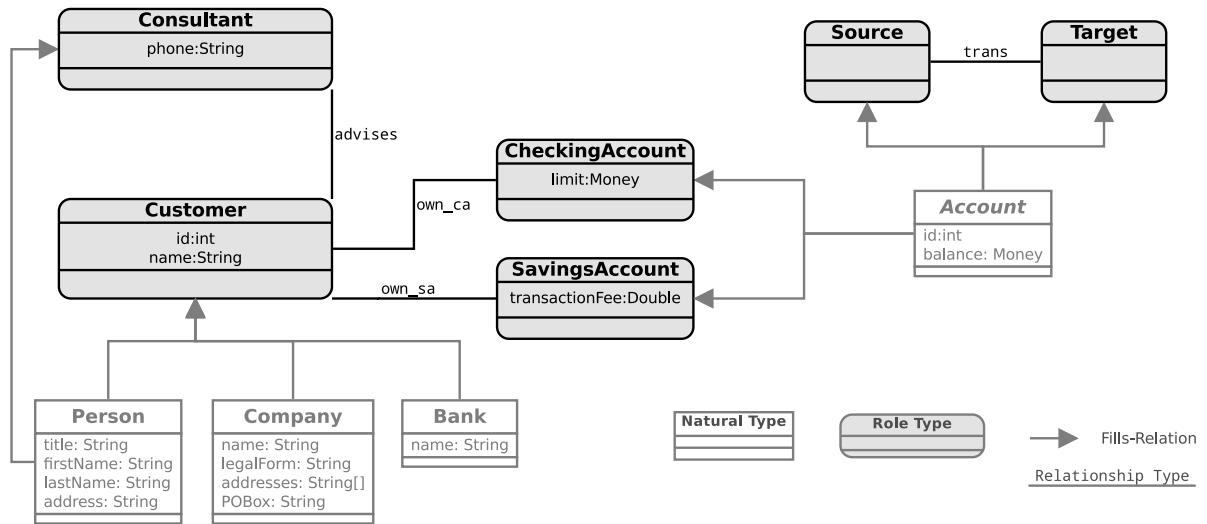 Consultant
phone:String
Source
trans
Target
advises
CheckingAccount
limit:Money
own_ca
Customer
id:int
name:String
Account
id:int
balance: Money
SavingsAccount
transactionFee:Double
own_sa
Person
title: String
firstName: String
lastName: String
address: String
Company
name: String
legalForm: String
addresses: String[]
POBox: String
Bank
name: String
Natural Type
Role Type
Fills-Relation
Relationship Type